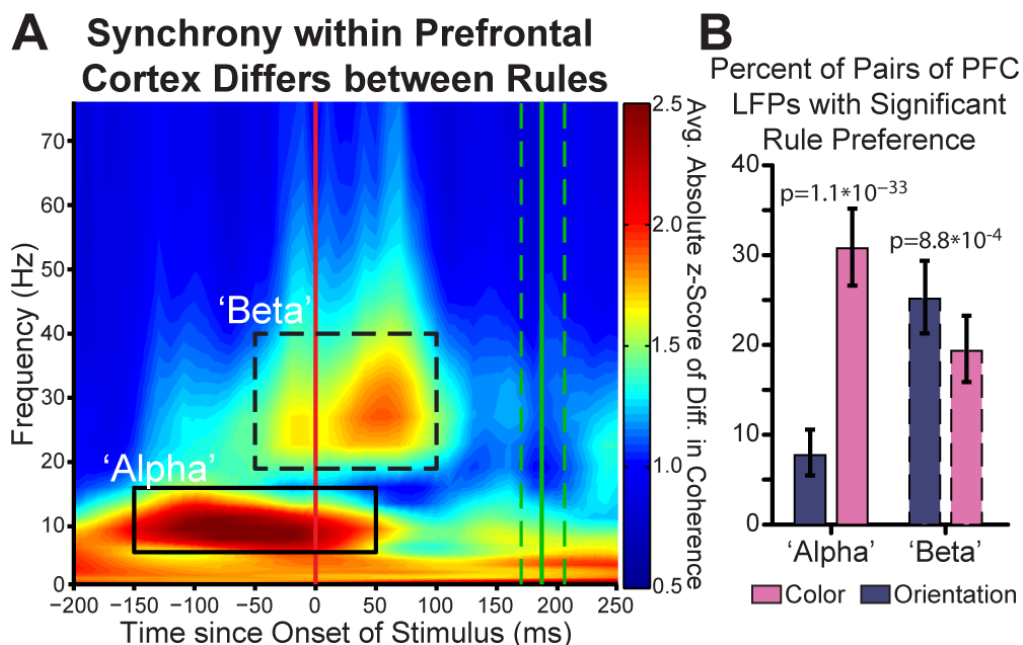 A
Synchrony within Prefrontal
Cortex Differs between Rules
70
60
50
40
30
20
10
0
Frequency (Hz)
'Beta'
'Alpha'
−200
−150
−100
−50
0
50
100
150
200
250
Time since Onset of Stimulus (ms)
2.5
2.0
1.5
1.0
0.5
Avg. Absolute z-Score of Diff. in Coherence
B
Percent of Pairs of PFC
LFPs with Significant
Rule Preference
40
30
20
10
0
p=1.1*10⁻³³
p=8.8*10⁻⁴
'Alpha'
'Beta'
Color
Orientation